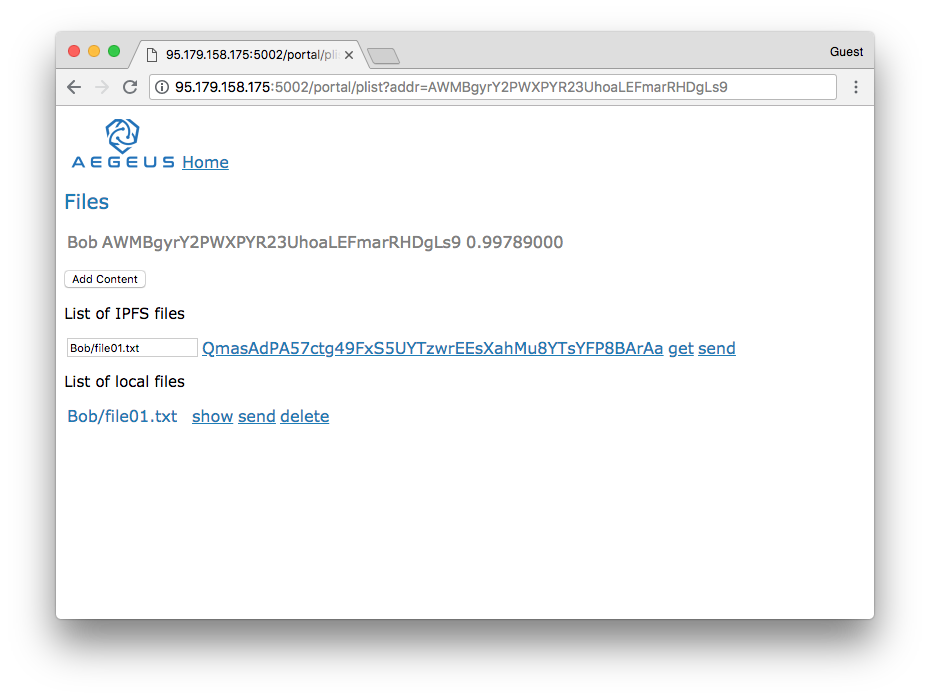 95.179.158.175:5002/portal/pli
Guest
95.179.158.175:5002/portal/plist?addr=AWMBgyrY2PWXPYR23UhoaLEFmarRHDgLs9
AEGEUS Home
Files
Bob AWMBgyrY2PWXPYR23UhoaLEFmarRHDgLs9 0.99789000
Add Content
List of IPFS files
Bob/file01.txt QmasAdPA57ctg49FxS5UYTzwrEEsXahMu8YTsYFP8BArAa get send
List of local files
Bob/file01.txt show send delete